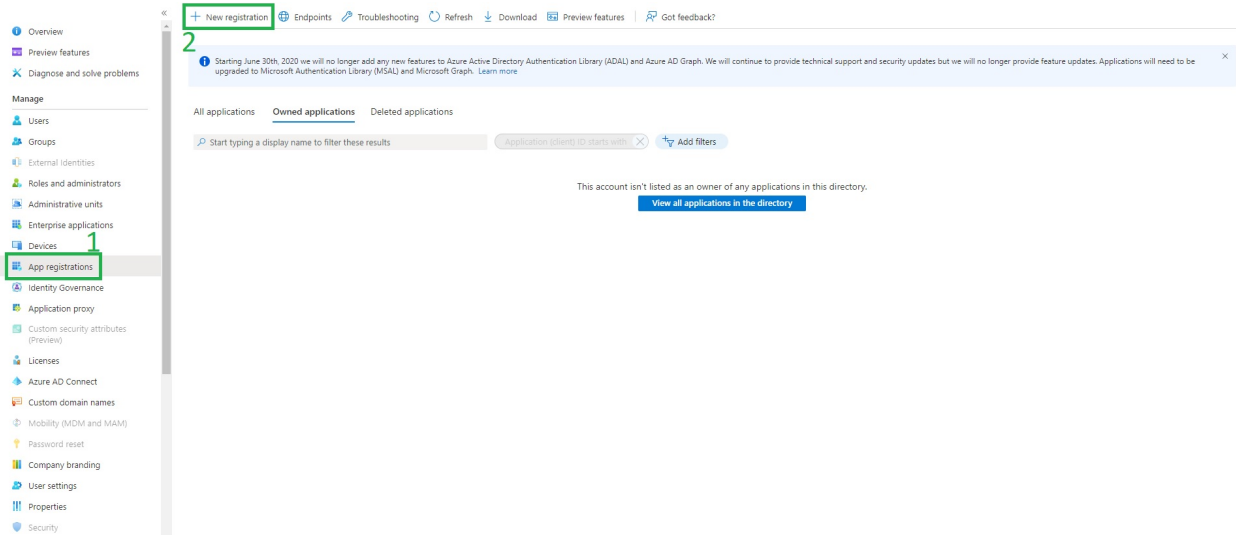 «
New registration
Endpoints
Troubleshooting
Refresh
Download
Preview features
Got feedback?
2
Overview
Preview features
Diagnose and solve problems
Manage
Users
Groups
External Identities
Roles and administrators
Administrative units
Enterprise applications
Devices
1
App registrations
Identity Governance
Application proxy
Custom security attributes
(Preview)
Licenses
Azure AD Connect
Custom domain names
Mobility (MDM and MAM)
Password reset
Company branding
User settings
Properties
Security
Starting June 30th, 2020 we will no longer add any new features to Azure Active Directory Authentication Library (ADAL) and Azure AD Graph. We will continue to provide technical support and security updates but we will no longer provide feature updates. Applications will need to be
upgraded to Microsoft Authentication Library (MSAL) and Microsoft Graph. Learn more
All applications
Owned applications
Deleted applications
Start typing a display name to filter these results
Application (client) ID starts with
Add filters
This account isn't listed as an owner of any applications in this directory.
View all applications in the directory